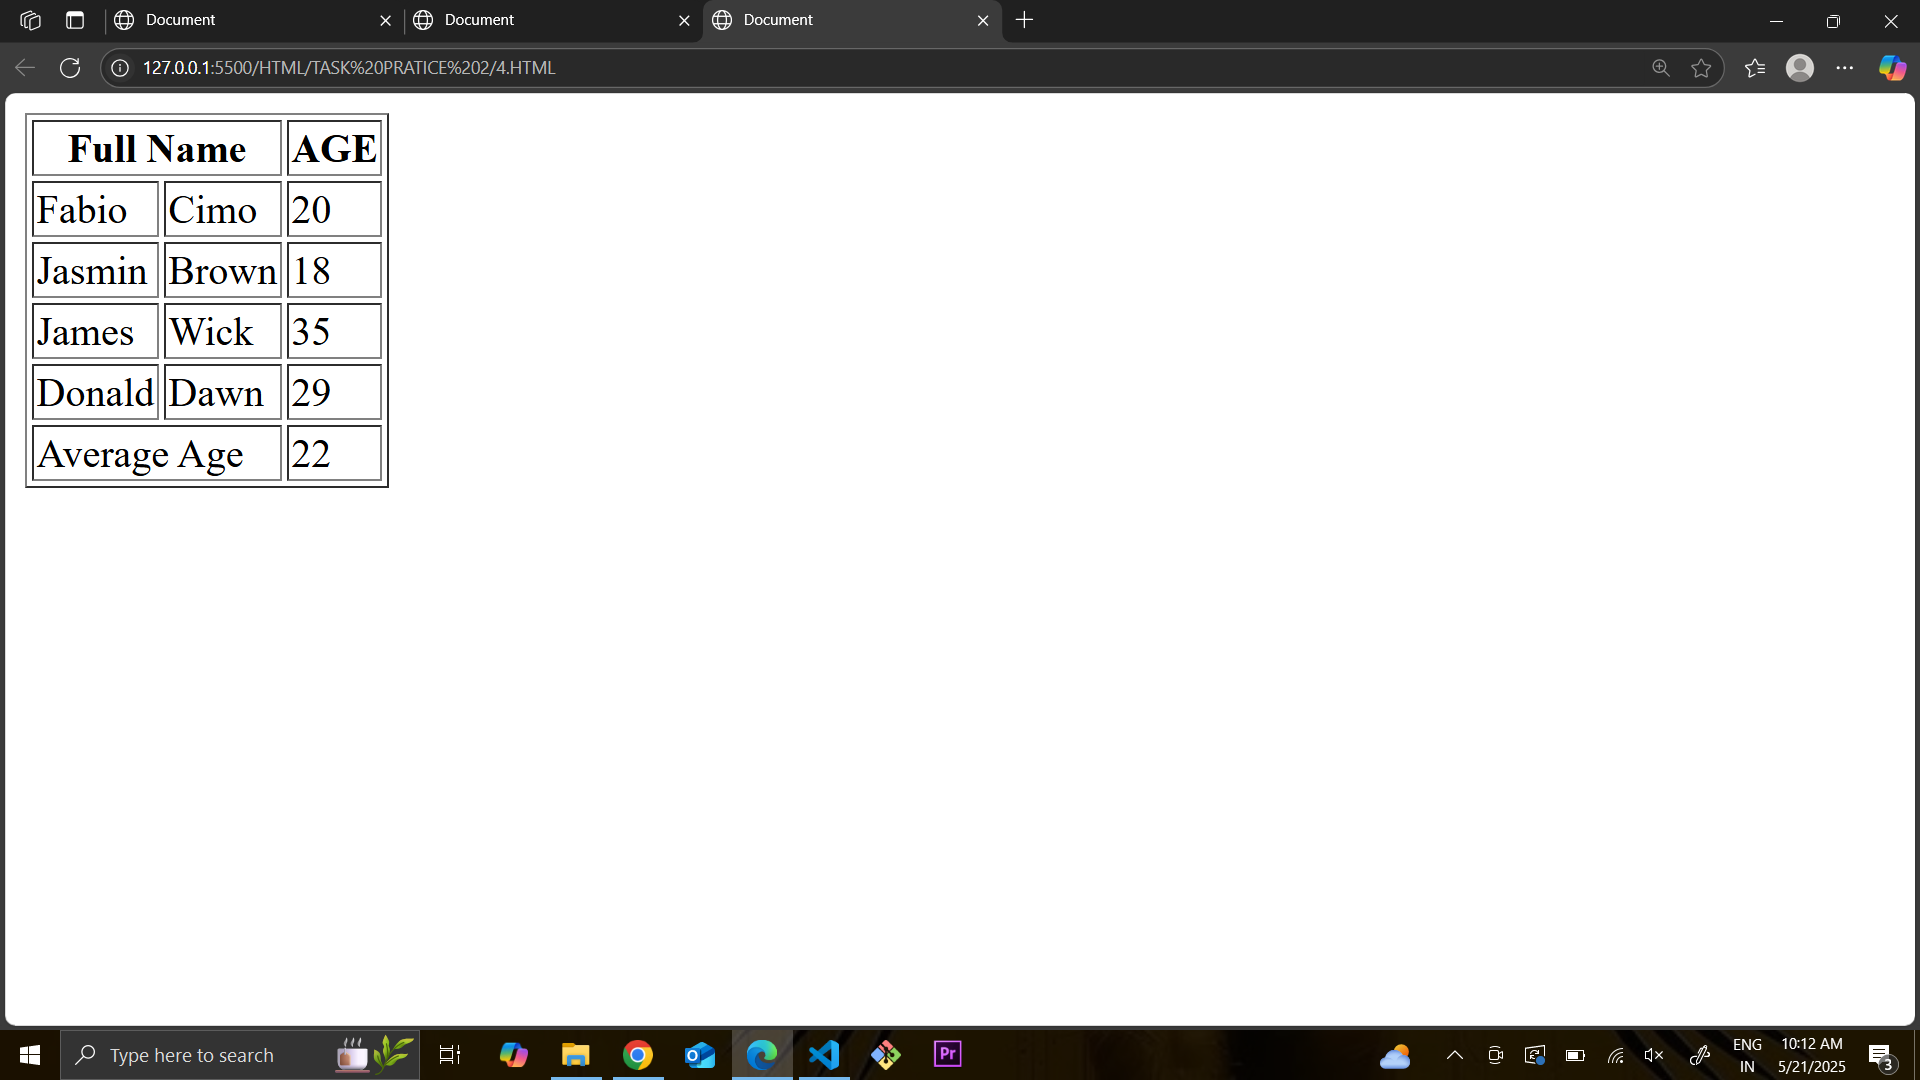 Document Document Document
127.0.0.1:5500/HTML/TASK%20PRATICE%202/4.HTML
Full Name AGE
Fabio Cimo 20
Jasmin Brown 18
James Wick 35
Donald Dawn 29
Average Age 22
Type here to search
Pr
ENG
IN
10:12 AM
5/21/2025
3